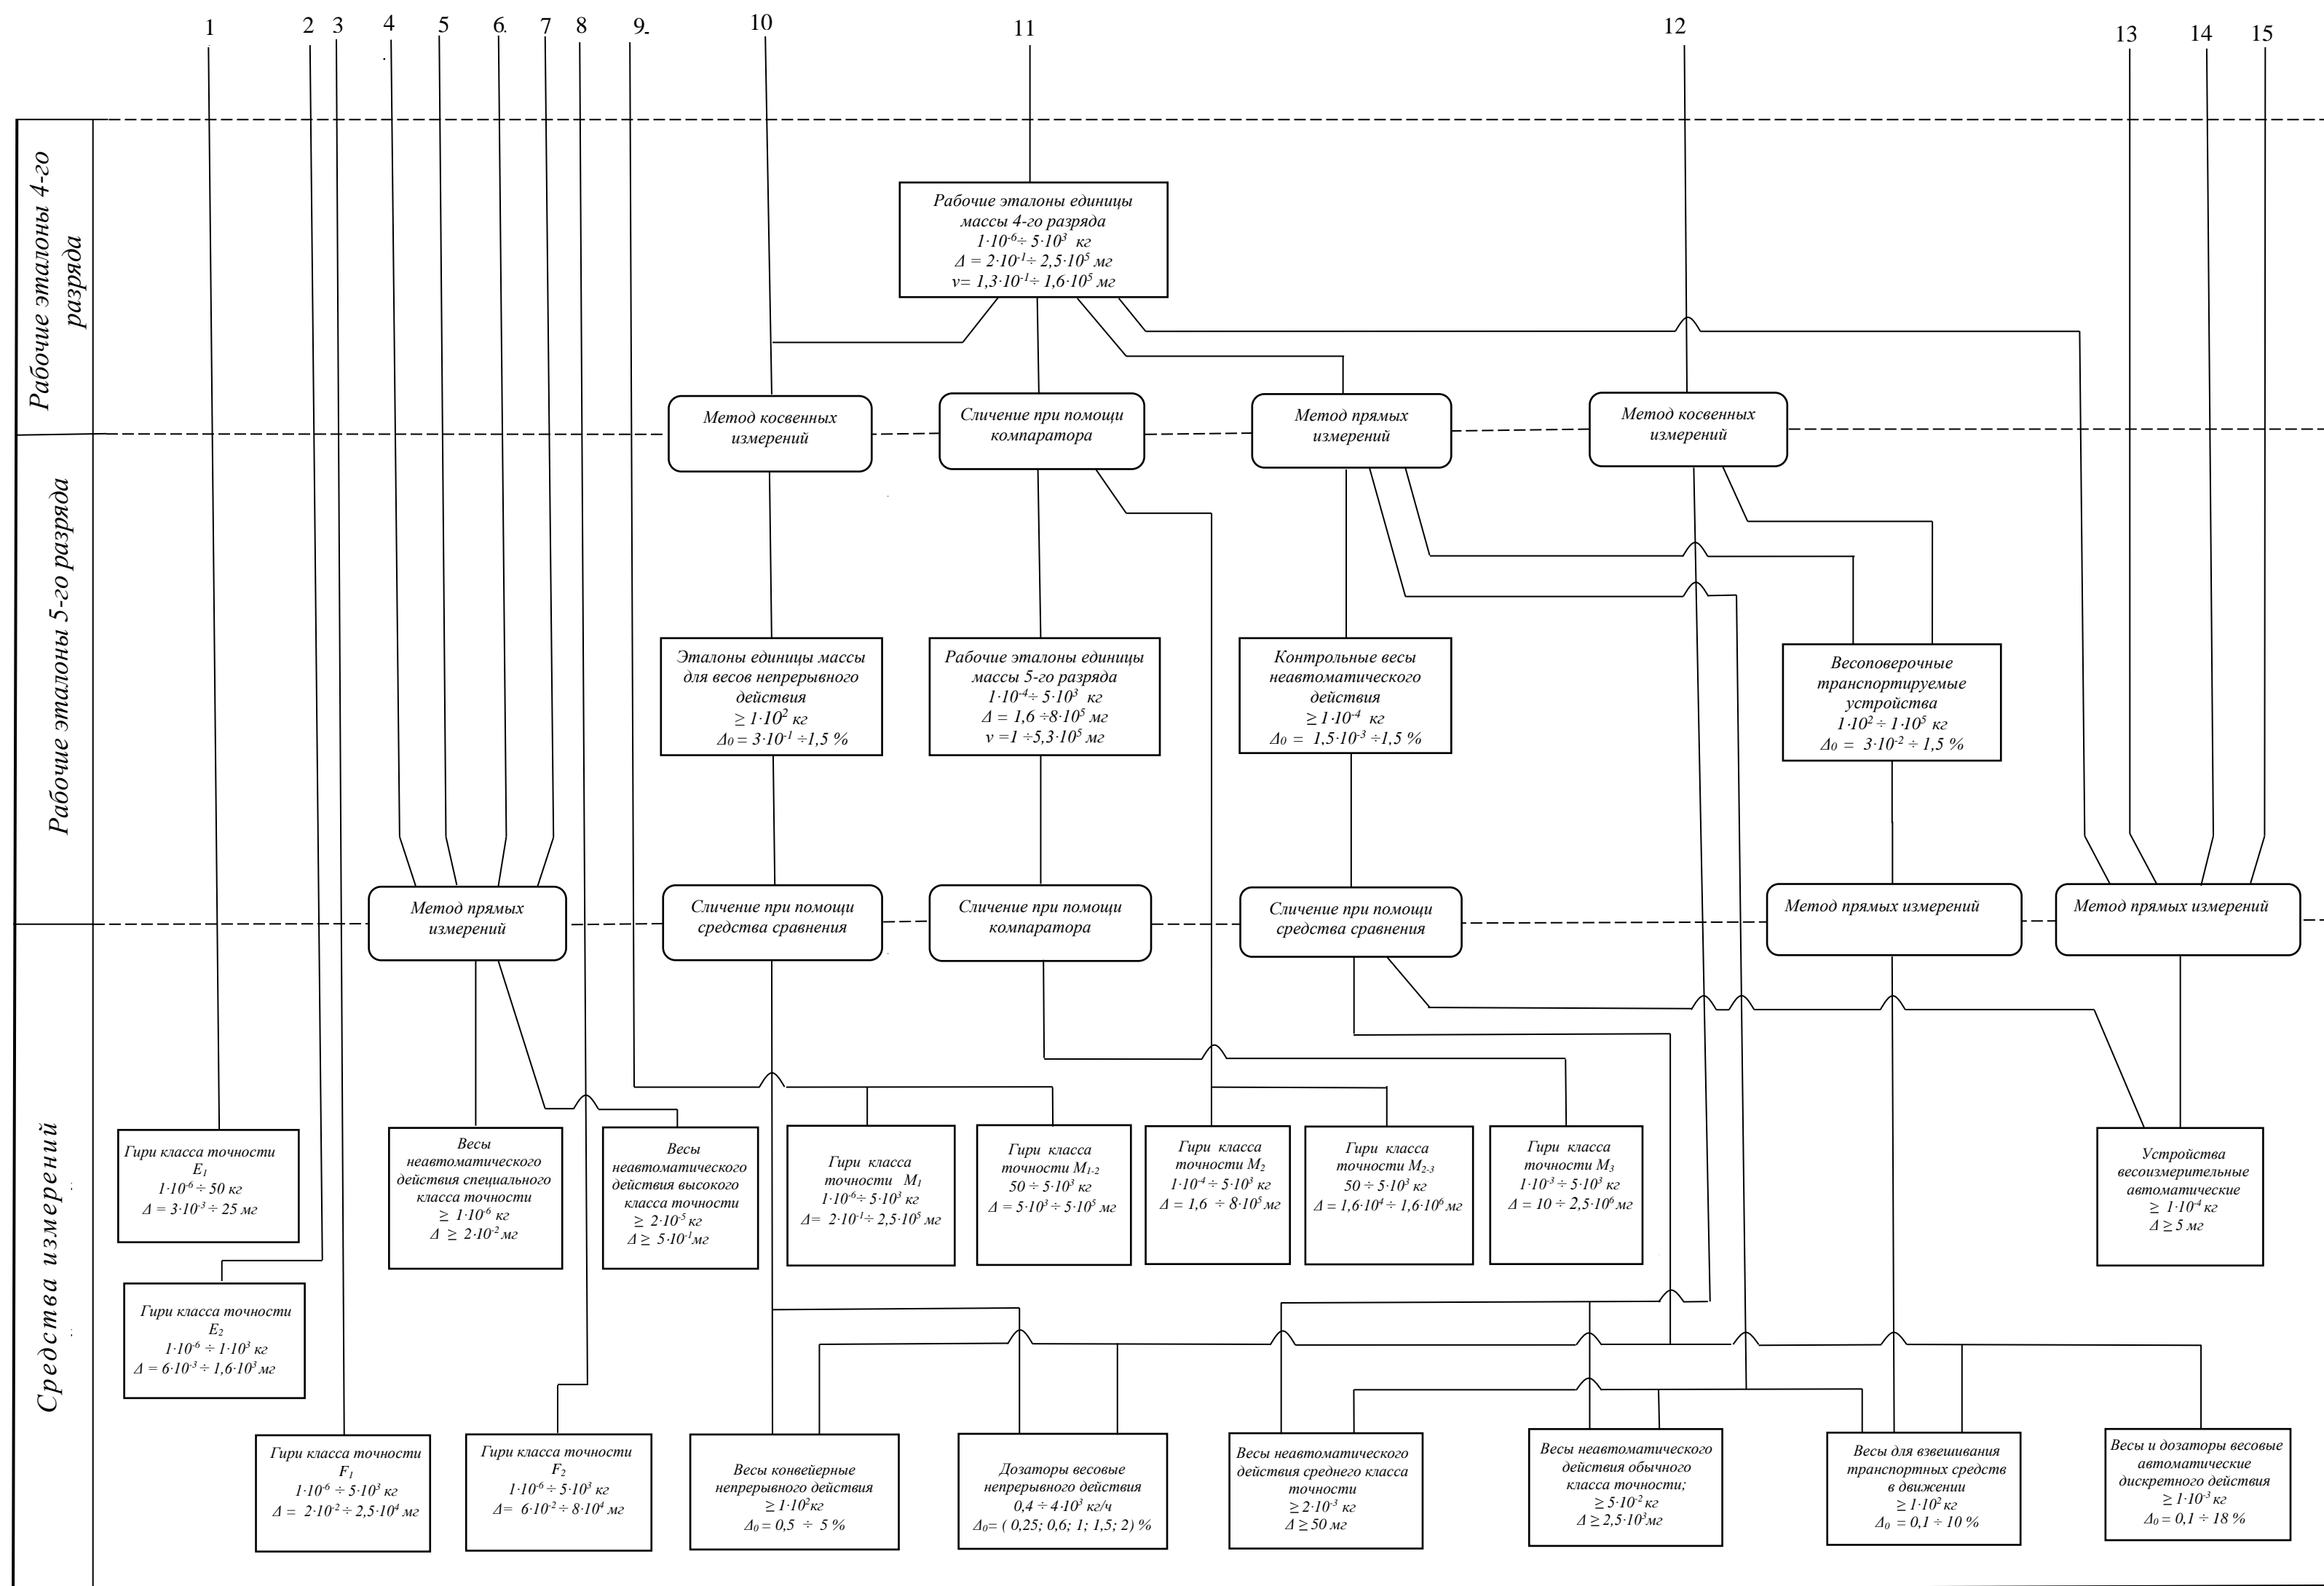 1
2
3
4
5
6.
7
8
9-
10
11
12
13
14
15
Рабочие эталоны 4-го
разряда
Рабочие эталоны единицы
массы 4-го разряда
1·10⁻⁶÷ 5·10³ кг
Δ = 2·10⁻¹÷ 2,5·10⁵ мг
ν= 1,3·10⁻¹÷ 1,6·10⁵ мг
Метод косвенных
измерений
Сличение при помощи
компаратора
Метод прямых
измерений
Метод косвенных
измерений
Рабочие эталоны 5-го разряда
Эталоны единицы массы
для весов непрерывного
действия
≥ 1·10² кг
Δ₀ = 3·10⁻¹ ÷1,5 %
Рабочие эталоны единицы
массы 5-го разряда
1·10⁻⁴÷ 5·10³ кг
Δ = 1,6 ÷8·10⁵ мг
ν =1 ÷5,3·10⁵ мг
Контрольные весы
неавтоматического
действия
≥ 1·10⁻⁴ кг
Δ₀ = 1,5·10⁻³ ÷1,5 %
Весоповерочные
транспортируемые
устройства
1·10² ÷ 1·10⁵ кг
Δ₀ = 3·10⁻² ÷ 1,5 %
Метод прямых
измерений
Сличение при помощи
средства сравнения
Сличение при помощи
компаратора
Сличение при помощи
средства сравнения
Метод прямых измерений
Метод прямых измерений
Средства измерений
Гири класса точности
E₁
1·10⁻⁶ ÷ 50 кг
Δ = 3·10⁻³ ÷ 25 мг
Весы
неавтоматического
действия специального
класса точности
≥ 1·10⁻⁶ кг
Δ ≥ 2·10⁻² мг
Весы
неавтоматического
действия высокого
класса точности
≥ 2·10⁻⁵ кг
Δ ≥ 5·10⁻¹мг
Гири класса
точности M₁
1·10⁻⁶÷ 5·10³ кг
Δ= 2·10⁻¹÷ 2,5·10⁵ мг
Гири класса
точности M₁₋₂
50 ÷ 5·10³ кг
Δ = 5·10³ ÷ 5·10⁵ мг
Гири класса
точности M₂
1·10⁻⁴ ÷ 5·10³ кг
Δ = 1,6 ÷ 8·10⁵ мг
Гири класса
точности M₂₋₃
50 ÷ 5·10³ кг
Δ = 1,6·10⁴ ÷ 1,6·10⁶ мг
Гири класса
точности M₃
1·10⁻³ ÷ 5·10³ кг
Δ = 10 ÷ 2,5·10⁶ мг
Устройства
весоизмерительные
автоматические
≥ 1·10⁻⁴ кг
Δ ≥ 5 мг
Гири класса точности
E₂
1·10⁻⁶ ÷ 1·10³ кг
Δ = 6·10⁻³ ÷ 1,6·10³ мг
Гири класса точности
F₁
1·10⁻⁶ ÷ 5·10³ кг
Δ = 2·10⁻² ÷ 2,5·10⁴ мг
Гири класса точности
F₂
1·10⁻⁶ ÷ 5·10³ кг
Δ= 6·10⁻² ÷ 8·10⁴ мг
Весы конвейерные
непрерывного действия
≥ 1·10²кг
Δ₀ = 0,5 ÷ 5 %
Дозаторы весовые
непрерывного действия
0,4 ÷ 4·10³ кг/ч
Δ₀= ( 0,25; 0,6; 1; 1,5; 2) %
Весы неавтоматического
действия среднего класса
точности
≥ 2·10⁻³ кг
Δ ≥ 50 мг
Весы неавтоматического
действия обычного
класса точности;
≥ 5·10⁻² кг
Δ ≥ 2,5·10³мг
Весы для взвешивания
транспортных средств
в движении
≥ 1·10² кг
Δ₀ = 0,1 ÷ 10 %
Весы и дозаторы весовые
автоматические
дискретного действия
≥ 1·10⁻³ кг
Δ₀ = 0,1 ÷ 18 %